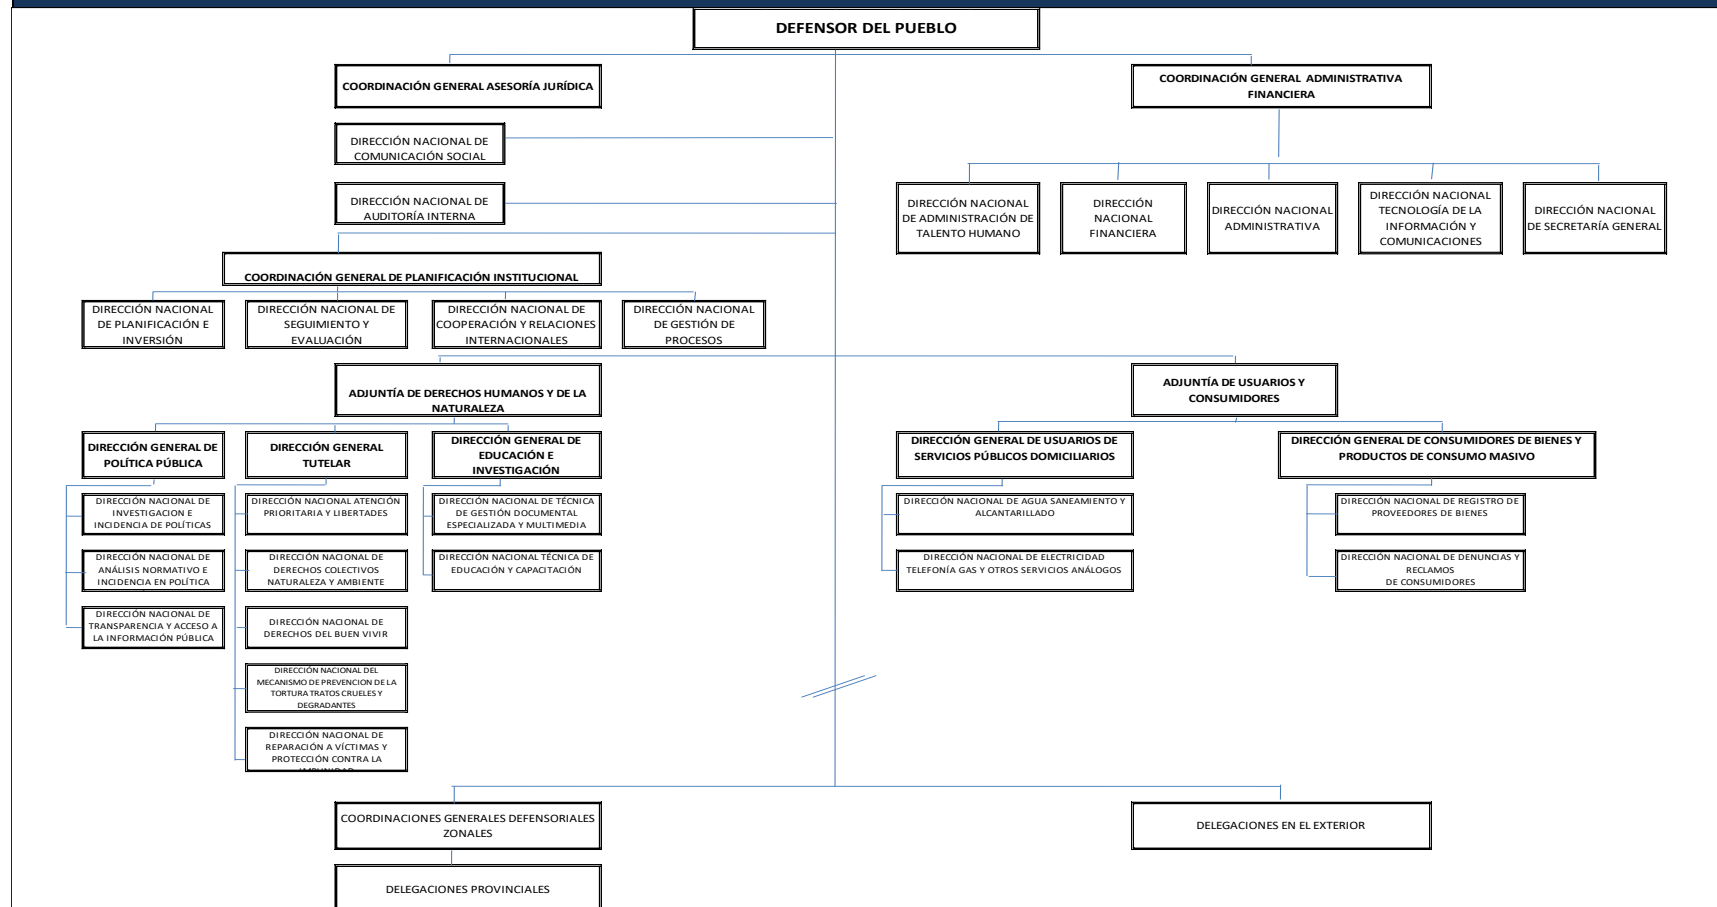 DEFENSOR DEL PUEBLO
COORDINACIÓN GENERAL ASESORÍA JURÍDICA
COORDINACIÓN GENERAL ADMINISTRATIVA
FINANCIERA
DIRECCIÓN NACIONAL DE
COMUNICACIÓN SOCIAL
DIRECCIÓN NACIONAL DE
AUDITORÍA INTERNA
DIRECCIÓN NACIONAL
DE ADMINISTRACIÓN DE
TALENTO HUMANO
DIRECCIÓN
NACIONAL
FINANCIERA
DIRECCIÓN NACIONAL
ADMINISTRATIVA
DIRECCIÓN NACIONAL
TECNOLOGÍA DE LA
INFORMACIÓN Y
COMUNICACIONES
DIRECCIÓN NACIONAL
DE SECRETARÍA GENERAL
COORDINACIÓN GENERAL DE PLANIFICACIÓN INSTITUCIONAL
DIRECCIÓN NACIONAL
DE PLANIFICACIÓN E
INVERSIÓN
DIRECCIÓN NACIONAL DE
SEGUIMIENTO Y
EVALUACIÓN
DIRECCIÓN NACIONAL DE
COOPERACIÓN Y RELACIONES
INTERNACIONALES
DIRECCIÓN NACIONAL
DE GESTIÓN DE
PROCESOS
ADJUNTÍA DE DERECHOS HUMANOS Y DE LA
NATURALEZA
ADJUNTÍA DE USUARIOS Y
CONSUMIDORES
DIRECCIÓN GENERAL DE
POLÍTICA PÚBLICA
DIRECCIÓN GENERAL
TUTELAR
DIRECCIÓN GENERAL DE
EDUCACIÓN E
INVESTIGACIÓN
DIRECCIÓN GENERAL DE USUARIOS DE
SERVICIOS PÚBLICOS DOMICILIARIOS
DIRECCIÓN GENERAL DE CONSUMIDORES DE BIENES Y
PRODUCTOS DE CONSUMO MASIVO
DIRECCIÓN NACIONAL DE
INVESTIGACION E
INCIDENCIA DE POLÍTICAS
DIRECCIÓN NACIONAL ATENCIÓN
PRIORITARIA Y LIBERTADES
DIRECCIÓN NACIONAL DE TÉCNICA
DE GESTIÓN DOCUMENTAL
ESPECIALIZADA Y MULTIMEDIA
DIRECCIÓN NACIONAL DE AGUA SANEAMIENTO Y
ALCANTARILLADO
DIRECCIÓN NACIONAL DE REGISTRO DE
PROVEEDORES DE BIENES
DIRECCIÓN NACIONAL DE
ANÁLISIS NORMATIVO E
INCIDENCIA EN POLÍTICA
DIRECCIÓN NACIONAL DE
DERECHOS COLECTIVOS
NATURALEZA Y AMBIENTE
DIRECCIÓN NACIONAL TÉCNICA DE
EDUCACIÓN Y CAPACITACIÓN
DIRECCIÓN NACIONAL DE ELECTRICIDAD
TELEFONÍA GAS Y OTROS SERVICIOS ANÁLOGOS
DIRECCIÓN NACIONAL DE DENUNCIAS Y
RECLAMOS
DE CONSUMIDORES
DIRECCIÓN NACIONAL DE
TRANSPARENCIA Y ACCESO A
LA INFORMACIÓN PÚBLICA
DIRECCIÓN NACIONAL DE
DERECHOS DEL BUEN VIVIR
DIRECCIÓN NACIONAL DEL
MECANISMO DE PREVENCION DE LA
TORTURA TRATOS CRUELES Y
DEGRADANTES
DIRECCIÓN NACIONAL DE
REPARACIÓN A VÍCTIMAS Y
PROTECCIÓN CONTRA LA
COORDINACIONES GENERALES DEFENSORIALES
ZONALES
DELEGACIONES EN EL EXTERIOR
DELEGACIONES PROVINCIALES